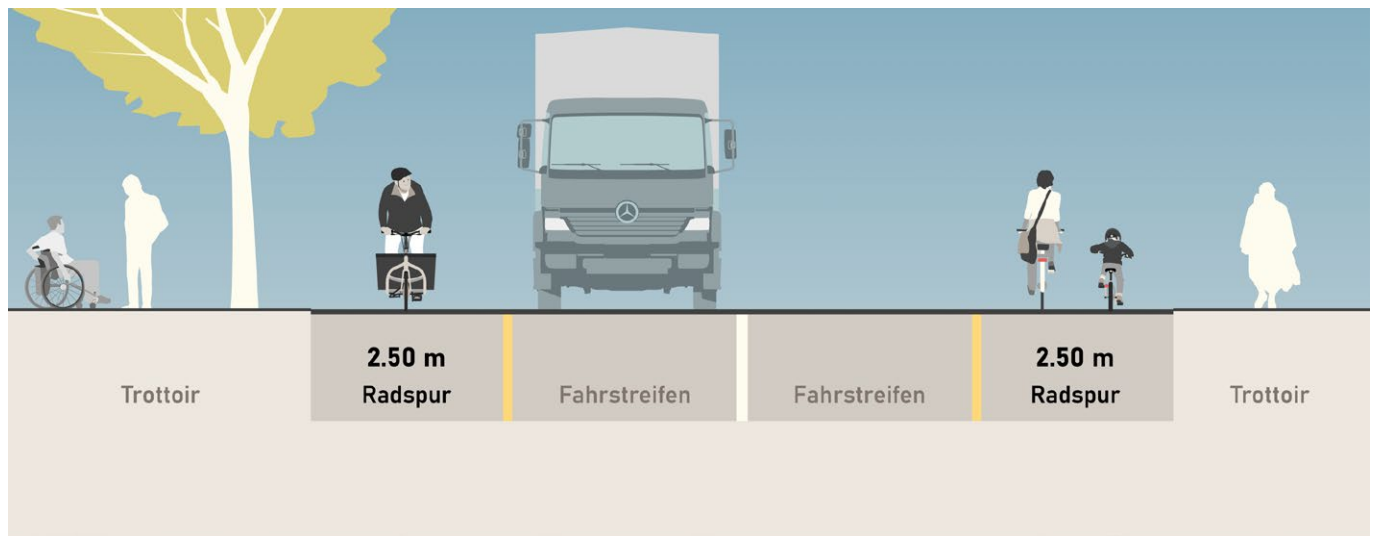 2.50 m
2.50 m
Trottoir
Radspur
Fahrstreifen
Fahrstreifen
Radspur
Trottoir